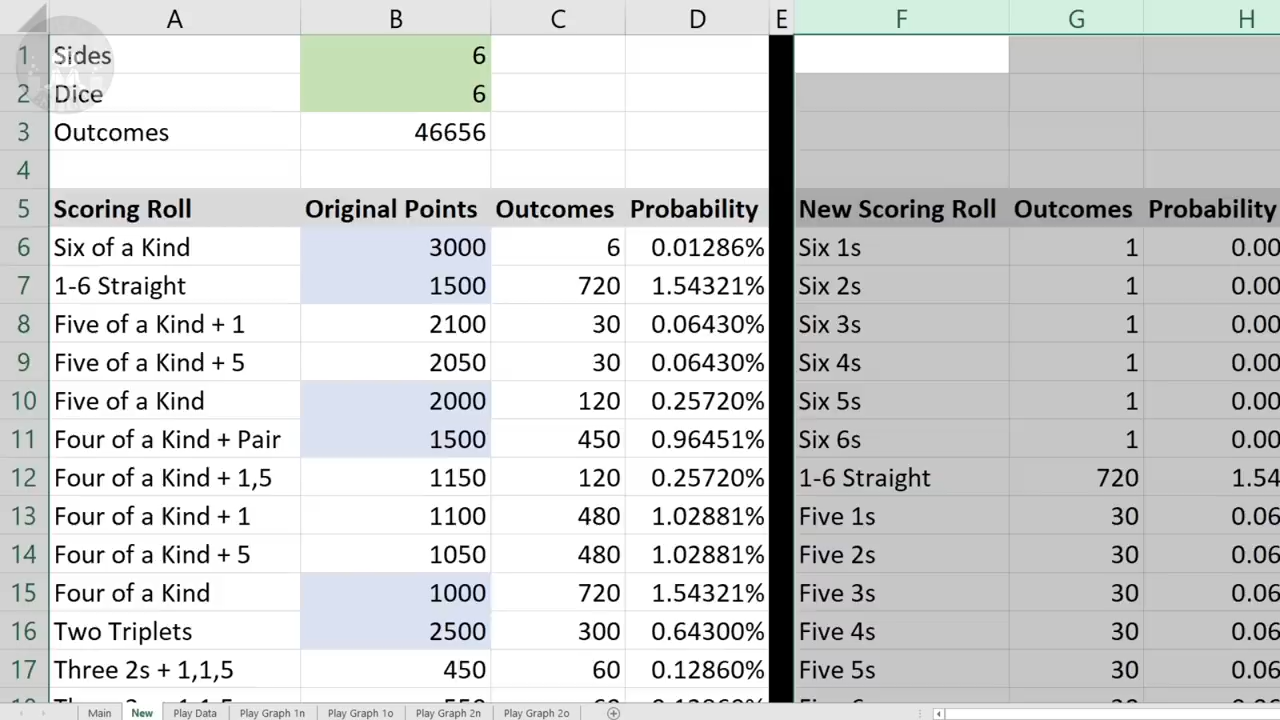 A B C D E F G H
1 Sides 6
2 Dice 6
3 Outcomes 46656
4
5 Scoring Roll Original Points Outcomes Probability New Scoring Roll Outcomes Probability
6 Six of a Kind 3000 6 0.01286% Six 1s 1 0.00
7 1-6 Straight 1500 720 1.54321% Six 2s 1 0.00
8 Five of a Kind + 1 2100 30 0.06430% Six 3s 1 0.00
9 Five of a Kind + 5 2050 30 0.06430% Six 4s 1 0.00
10 Five of a Kind 2000 120 0.25720% Six 5s 1 0.00
11 Four of a Kind + Pair 1500 450 0.96451% Six 6s 1 0.00
12 Four of a Kind + 1,5 1150 120 0.25720% 1-6 Straight 720 1.54
13 Four of a Kind + 1 1100 480 1.02881% Five 1s 30 0.06
14 Four of a Kind + 5 1050 480 1.02881% Five 2s 30 0.06
15 Four of a Kind 1000 720 1.54321% Five 3s 30 0.06
16 Two Triplets 2500 300 0.64300% Five 4s 30 0.06
17 Three 2s + 1,1,5 450 60 0.12860% Five 5s 30 0.06
Main New Play Data Play Graph 1n Play Graph 1o Play Graph 2n Play Graph 2o